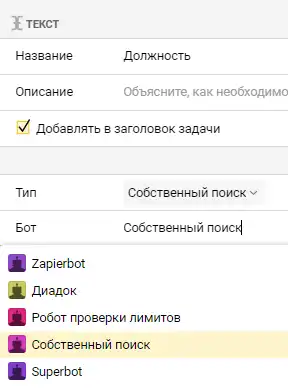 ТЕКСТ
Название Должность
Описание Объясните, как необходимо
Добавлять в заголовок задачи
Тип Собственный поиск
Бот Собственный поиск
Zapierbot
Диадок
Робот проверки лимитов
Собственный поиск
Superbot